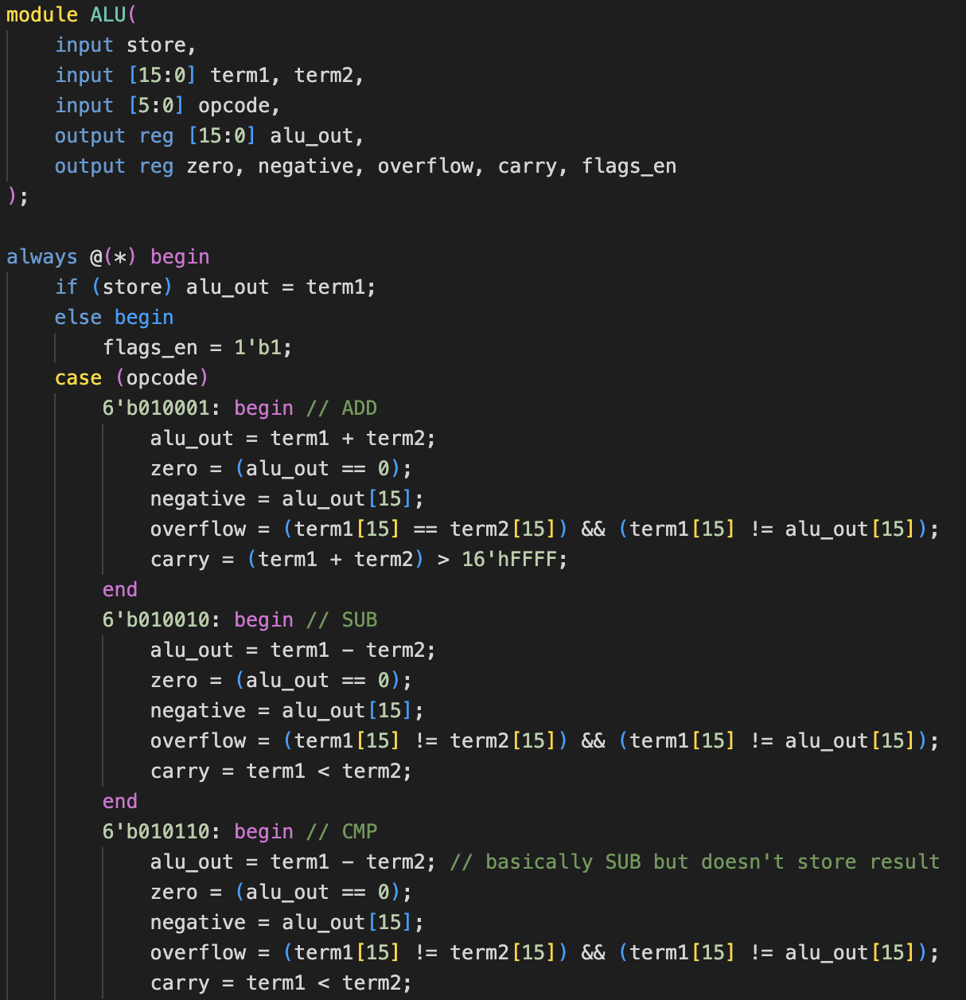 module ALU(
    input store,
    input [15:0] term1, term2,
    input [5:0] opcode,
    output reg [15:0] alu_out,
    output reg zero, negative, overflow, carry, flags_en
);

always @(*) begin
    if (store) alu_out = term1;
    else begin
        flags_en = 1'b1;
    case (opcode)
        6'b010001: begin // ADD
            alu_out = term1 + term2;
            zero = (alu_out == 0);
            negative = alu_out[15];
            overflow = (term1[15] == term2[15]) && (term1[15] != alu_out[15]);
            carry = (term1 + term2) > 16'hFFFF;
        end
        6'b010010: begin // SUB
            alu_out = term1 - term2;
            zero = (alu_out == 0);
            negative = alu_out[15];
            overflow = (term1[15] != term2[15]) && (term1[15] != alu_out[15]);
            carry = term1 < term2;
        end
        6'b010110: begin // CMP
            alu_out = term1 - term2; // basically SUB but doesn't store result
            zero = (alu_out == 0);
            negative = alu_out[15];
            overflow = (term1[15] != term2[15]) && (term1[15] != alu_out[15]);
            carry = term1 < term2;